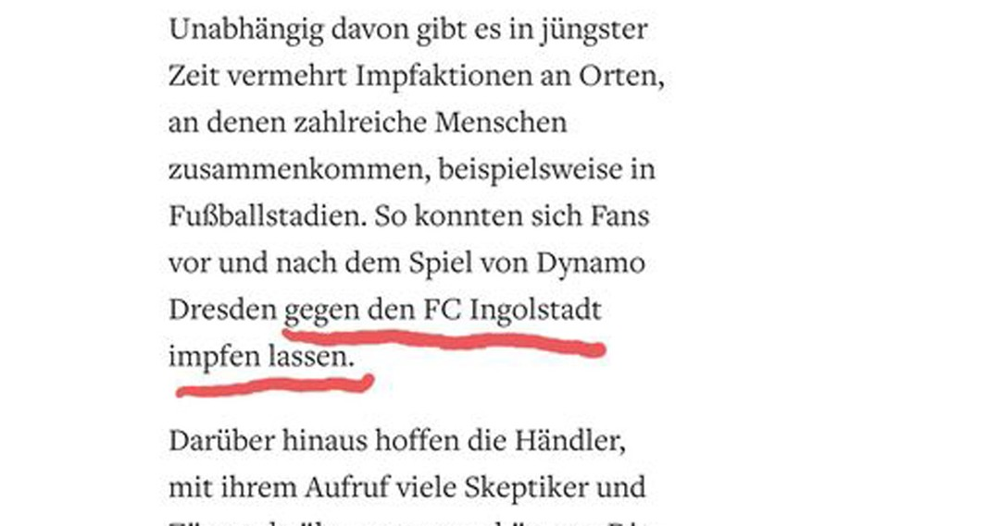 Unabhängig davon gibt es in jüngster
Zeit vermehrt Impfaktionen an Orten,
an denen zahlreiche Menschen
zusammenkommen, beispielsweise in
Fußballstadien. So konnten sich Fans
vor und nach dem Spiel von Dynamo
Dresden gegen den FC Ingolstadt
impfen lassen.
Darüber hinaus hoffen die Händler,
mit ihrem Aufruf viele Skeptiker und